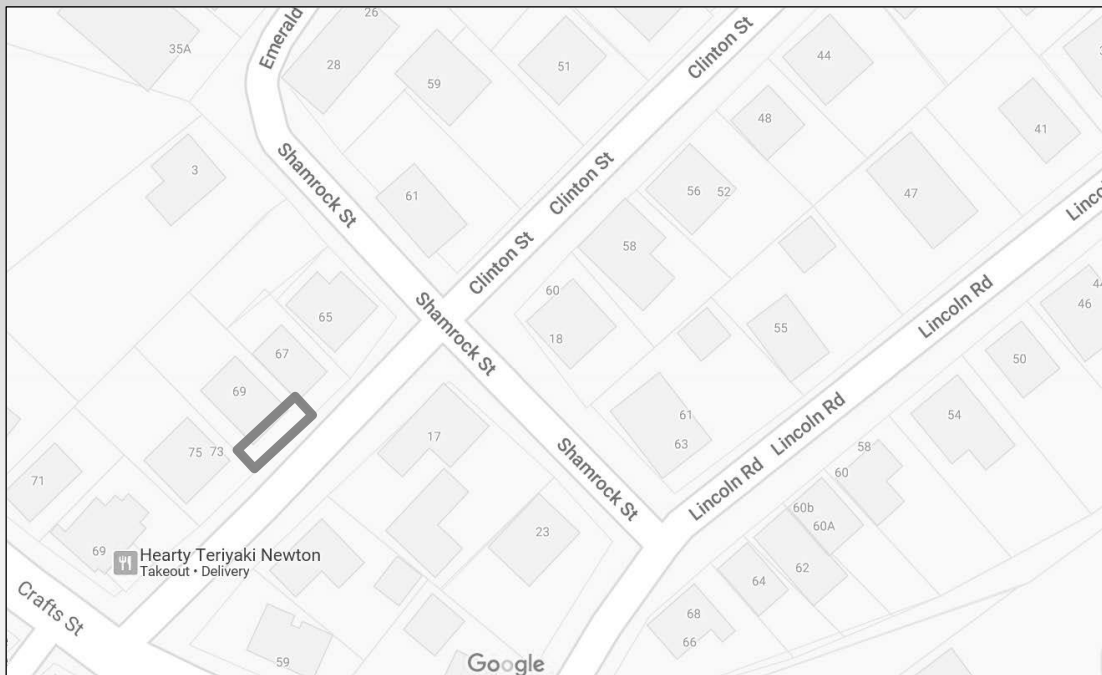 35A
Emerald
26
28
59
51
Clinton St
44
48
41
3
Shamrock St
61
Clinton St
56
52
47
58
Clinton St
60
65
Shamrock St
18
Lincoln Rd
46
55
67
50
69
61
63
Lincoln Rd
54
17
75
73
71
Shamrock St
Lincoln Rd
58
60
60b
60A
23
69
Hearty Teriyaki Newton
Takeout • Delivery
62
64
Crafts St
68
66
59
Google